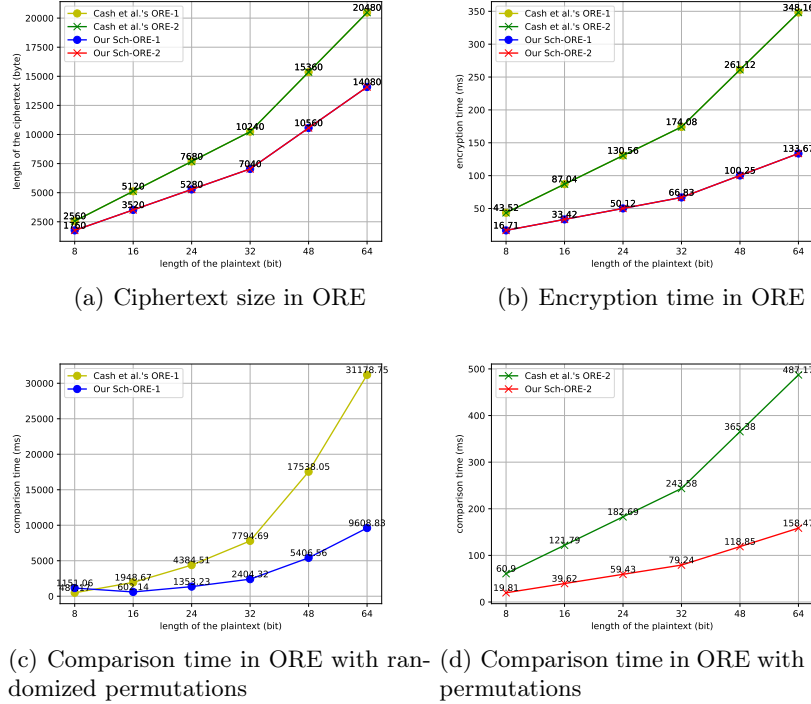 Cash et al.'s ORE-1
Cash et al.'s ORE-2
Our Sch-ORE-1
Our Sch-ORE-2
length of the ciphertext (byte)
20000
17500
15000
12500
10000
7500
5000
2500
2560
5120
7680
10240
15360
20480
1760
3520
5280
7040
10560
14080
8 16 24 32 48 64
length of the plaintext (bit)
(a) Ciphertext size in ORE
Cash et al.'s ORE-1
Cash et al.'s ORE-2
Our Sch-ORE-1
Our Sch-ORE-2
encryption time (ms)
350
300
250
200
150
100
50
43.52
87.04
130.56
174.08
261.12
348.16
16.71
33.42
50.12
66.83
100.25
133.67
8 16 24 32 48 64
length of the plaintext (bit)
(b) Encryption time in ORE
Cash et al.'s ORE-1
Our Sch-ORE-1
comparison time (ms)
30000
25000
20000
15000
10000
5000
0
1948.67
4384.51
7794.69
17538.05
31178.75
1151.06
602.14
1353.23
2404.32
5406.56
9608.83
8 16 24 32 48 64
length of the plaintext (bit)
(c) Comparison time in ORE with ran-
domized permutations
Cash et al.'s ORE-2
Our Sch-ORE-2
comparison time (ms)
500
400
300
200
100
0
60.9
121.79
182.69
243.58
365.38
487.17
19.81
39.62
59.43
79.24
118.85
158.47
8 16 24 32 48 64
length of the plaintext (bit)
(d) Comparison time in ORE with
permutations